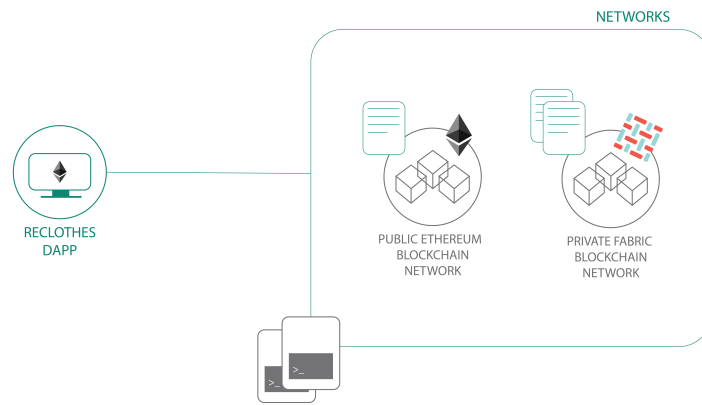 NETWORKS
RECLOTHES
DAPP
PUBLIC ETHEREUM
BLOCKCHAIN
NETWORK
PRIVATE FABRIC
BLOCKCHAIN
NETWORK
>_
>_